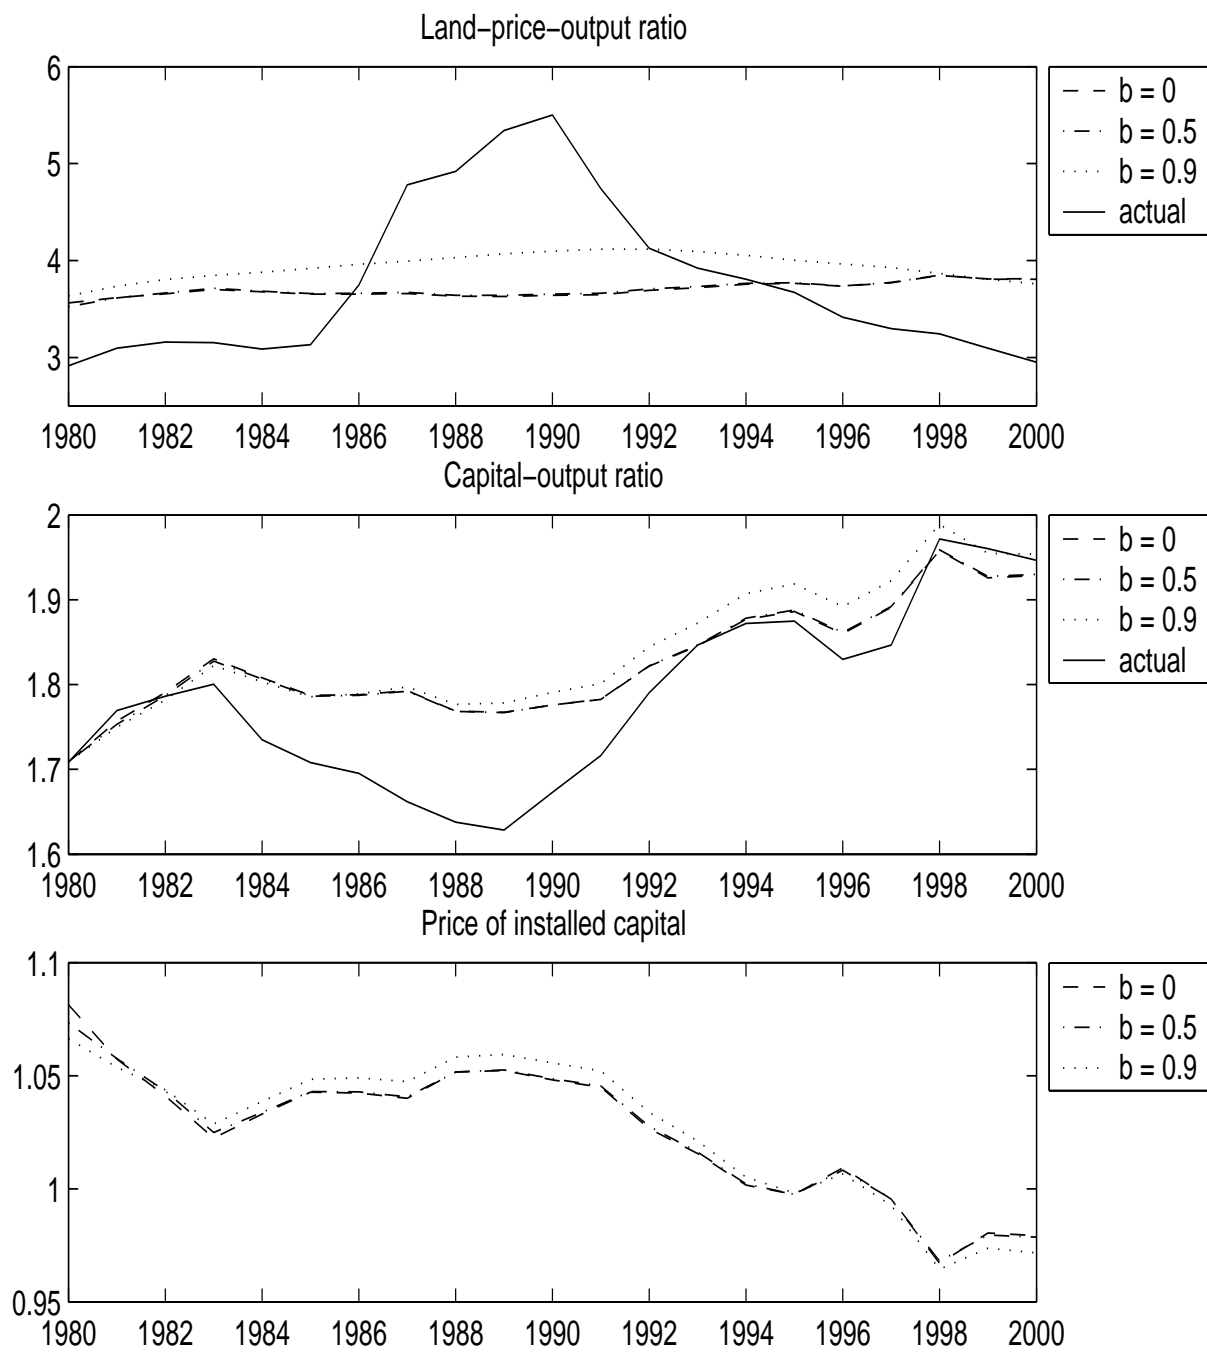 Land−price−output ratio
6
5
4
3
1980 1982 1984 1986 1988 1990 1992 1994 1996 1998 2000
b = 0
b = 0.5
b = 0.9
actual
Capital−output ratio
2
1.9
1.8
1.7
1.6
1980 1982 1984 1986 1988 1990 1992 1994 1996 1998 2000
b = 0
b = 0.5
b = 0.9
actual
Price of installed capital
1.1
1.05
1
0.95
1980 1982 1984 1986 1988 1990 1992 1994 1996 1998 2000
b = 0
b = 0.5
b = 0.9